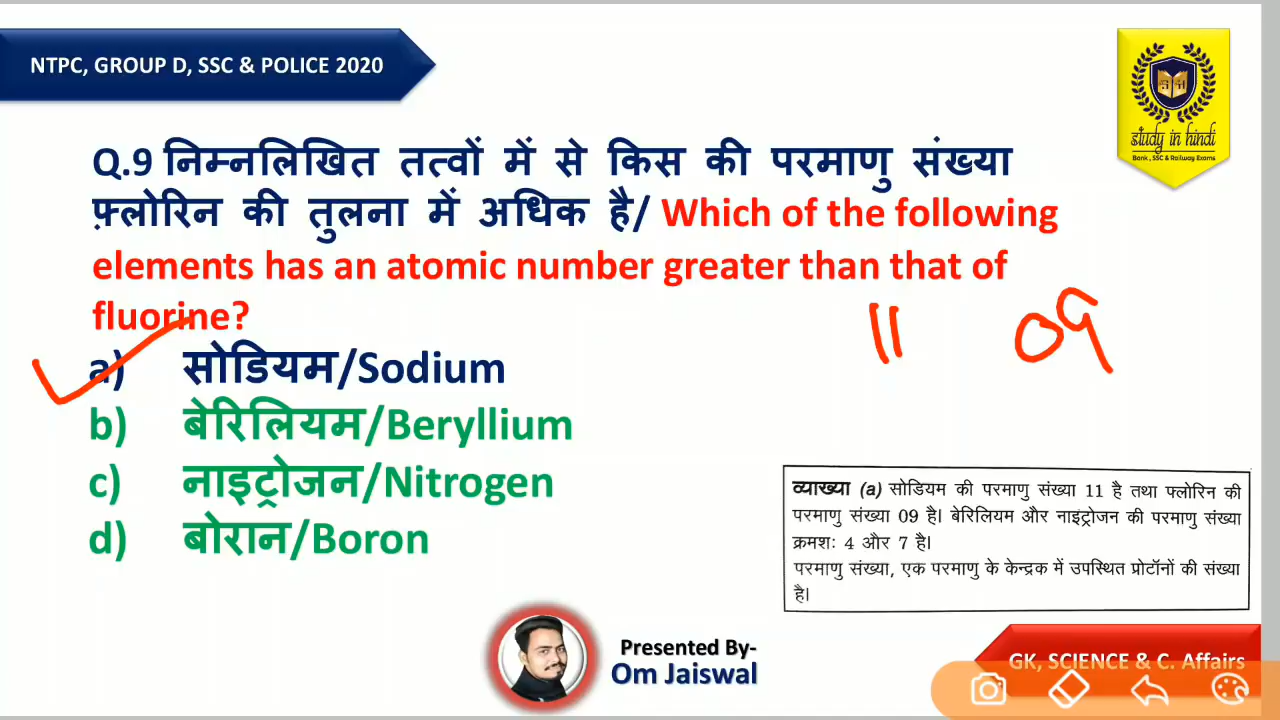 NTPC, GROUP D, SSC & POLICE 2020
study in hindi
Bank , SSC & Railway Exams
Q.9 निम्नलिखित तत्वों में से किस की परमाणु संख्या
फ़्लोरिन की तुलना में अधिक है/ Which of the following
elements has an atomic number greater than that of
fluorine?
11 09
a) सोडियम/Sodium
b) बेरिलियम/Beryllium
c) नाइट्रोजन/Nitrogen
d) बोरान/Boron
व्याख्या (a) सोडियम की परमाणु संख्या 11 है तथा फ्लोरिन की
परमाणु संख्या 09 है। बेरिलियम और नाइट्रोजन की परमाणु संख्या
क्रमशः 4 और 7 है।
परमाणु संख्या, एक परमाणु के केन्द्रक में उपस्थित प्रोटॉनों की संख्या
है।
Presented By-
Om Jaiswal
GK, SCIENCE & C. Affairs